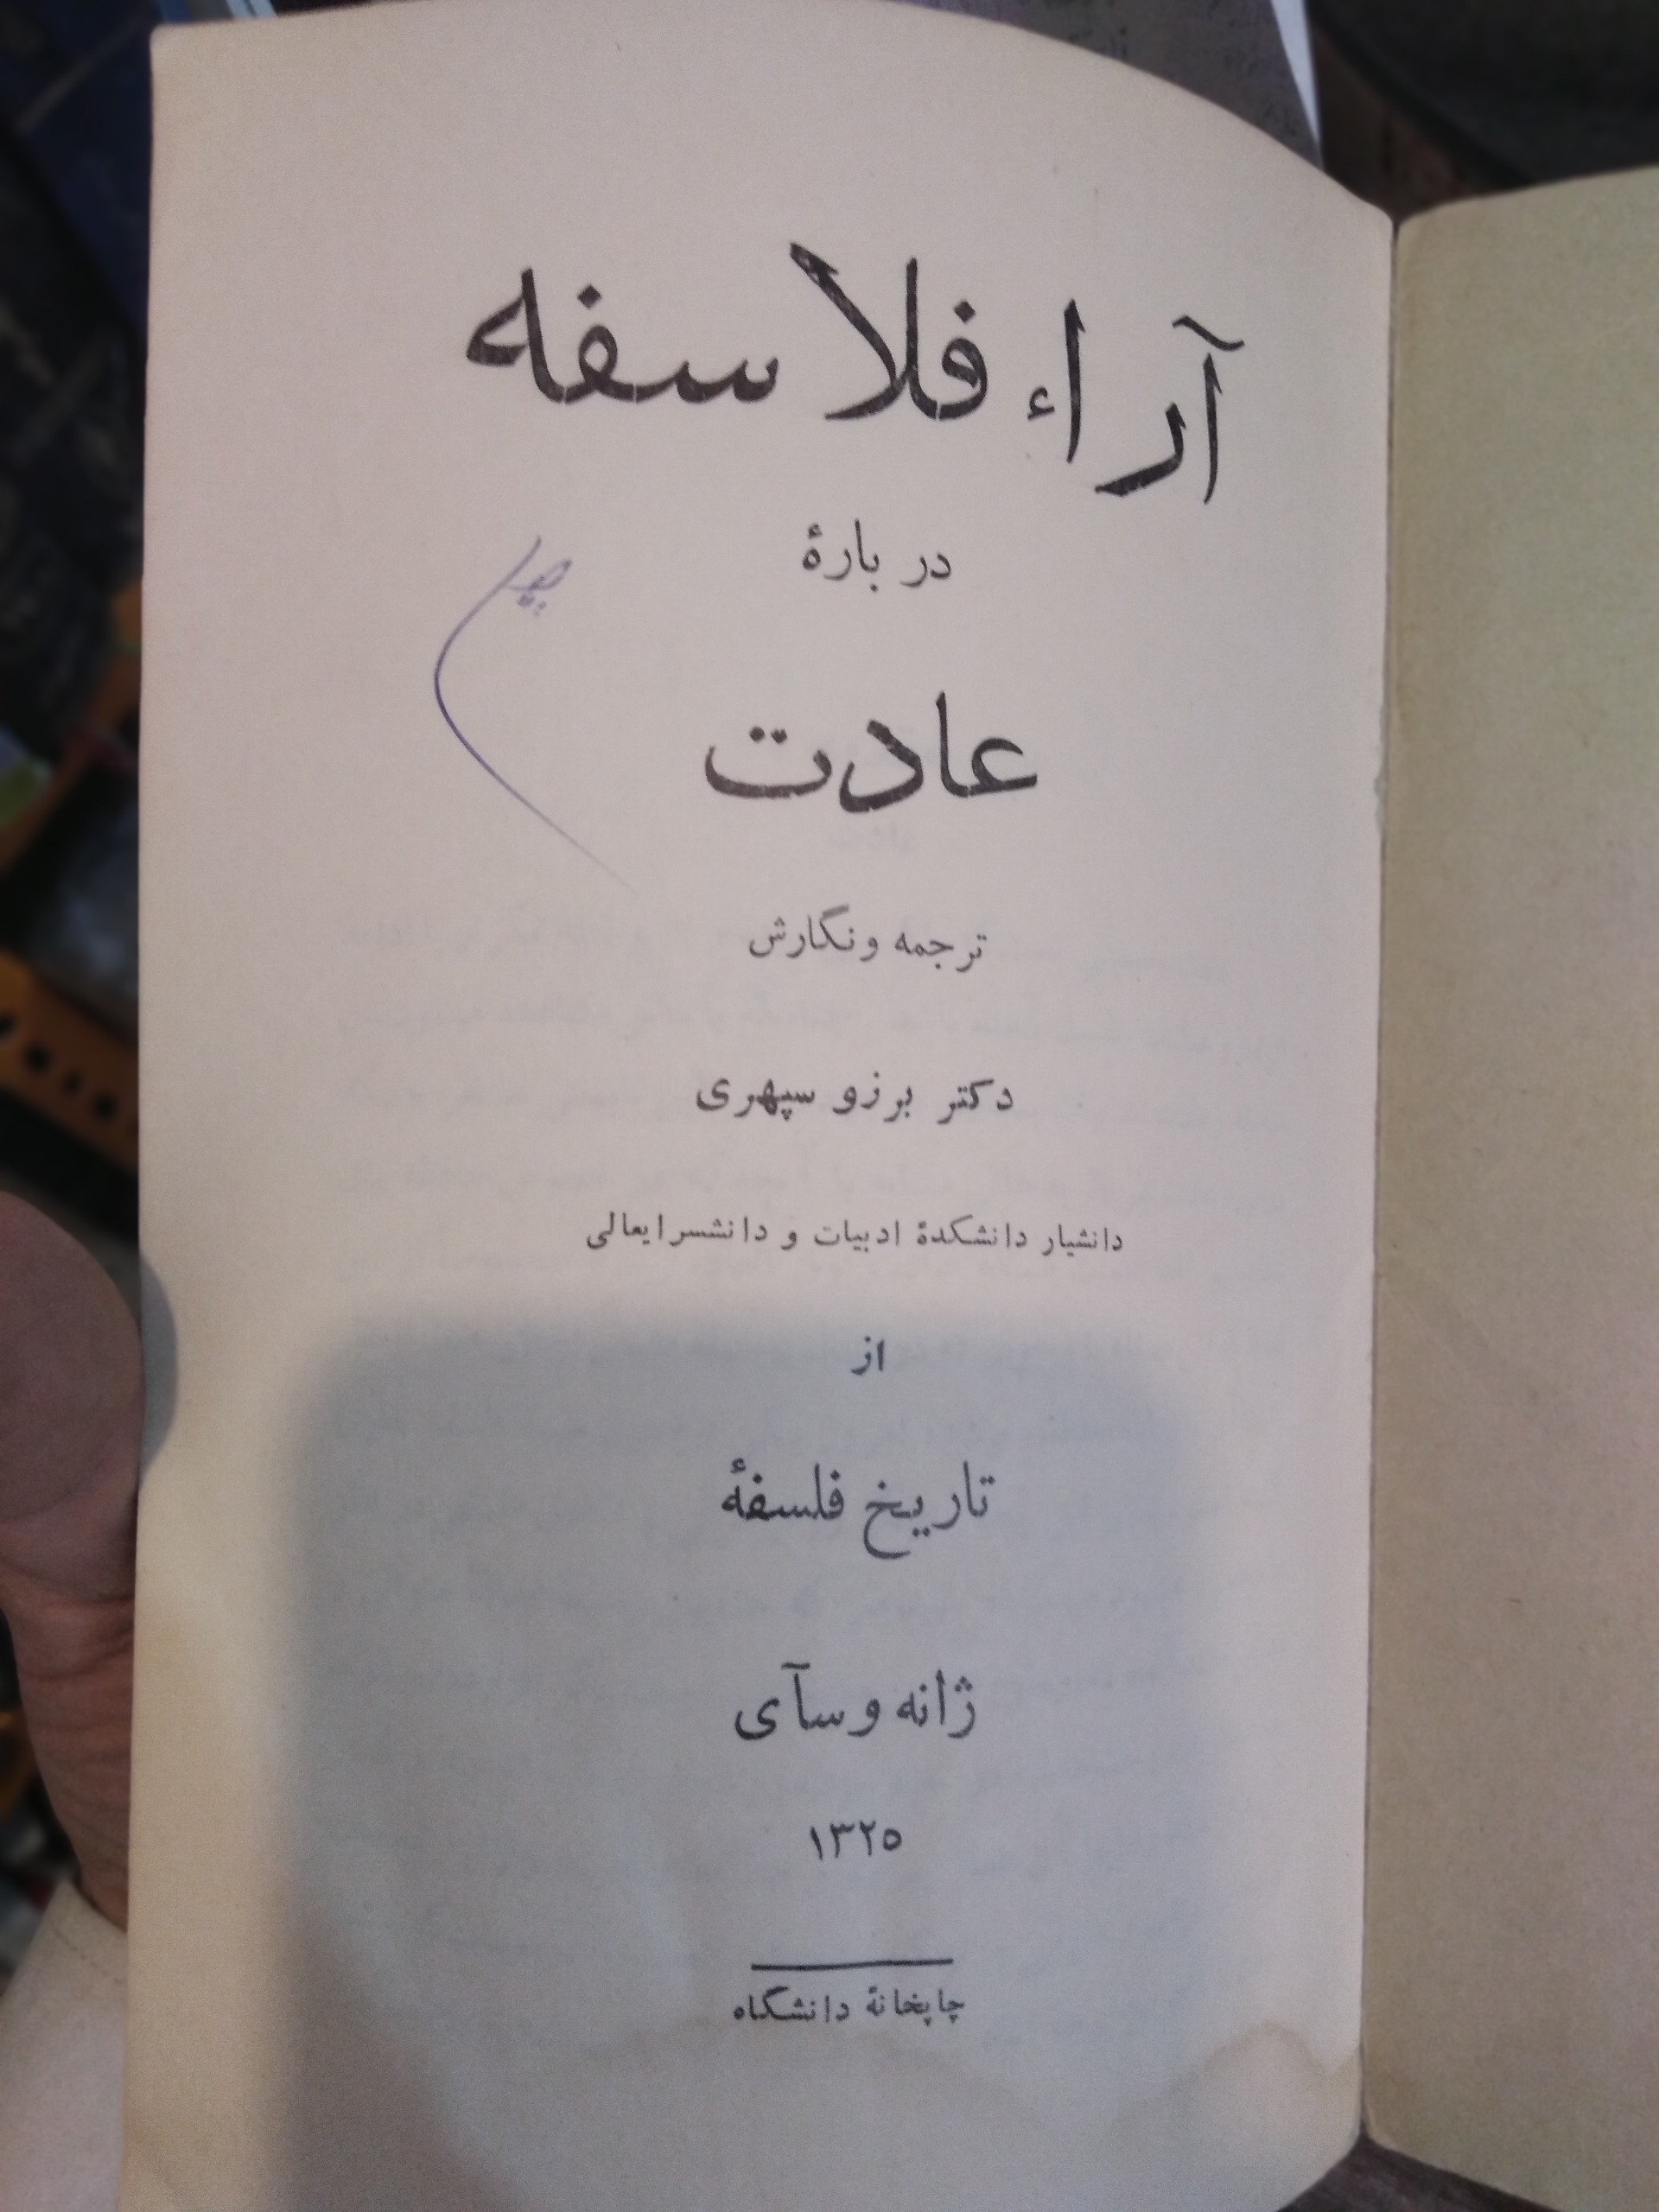 آراء فلاسفه
در بارهٔ
عادت
ترجمه ونگارش
دکتر برزو سپهری
دانشیار دانشکدهٔ ادبیات و دانشسرایعالی
از
تاریخ فلسفهٔ
ژانه وسآی
۱۳۲۵
چاپخانهٔ دانشگاه